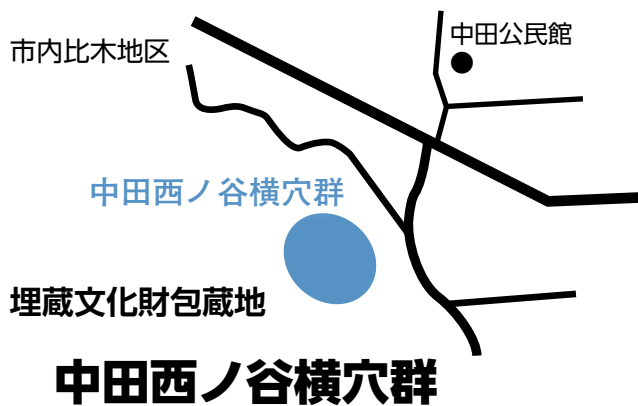 市内比木地区
中田公民館
中田西ノ谷横穴群
埋蔵文化財包蔵地
中田西ノ谷横穴群